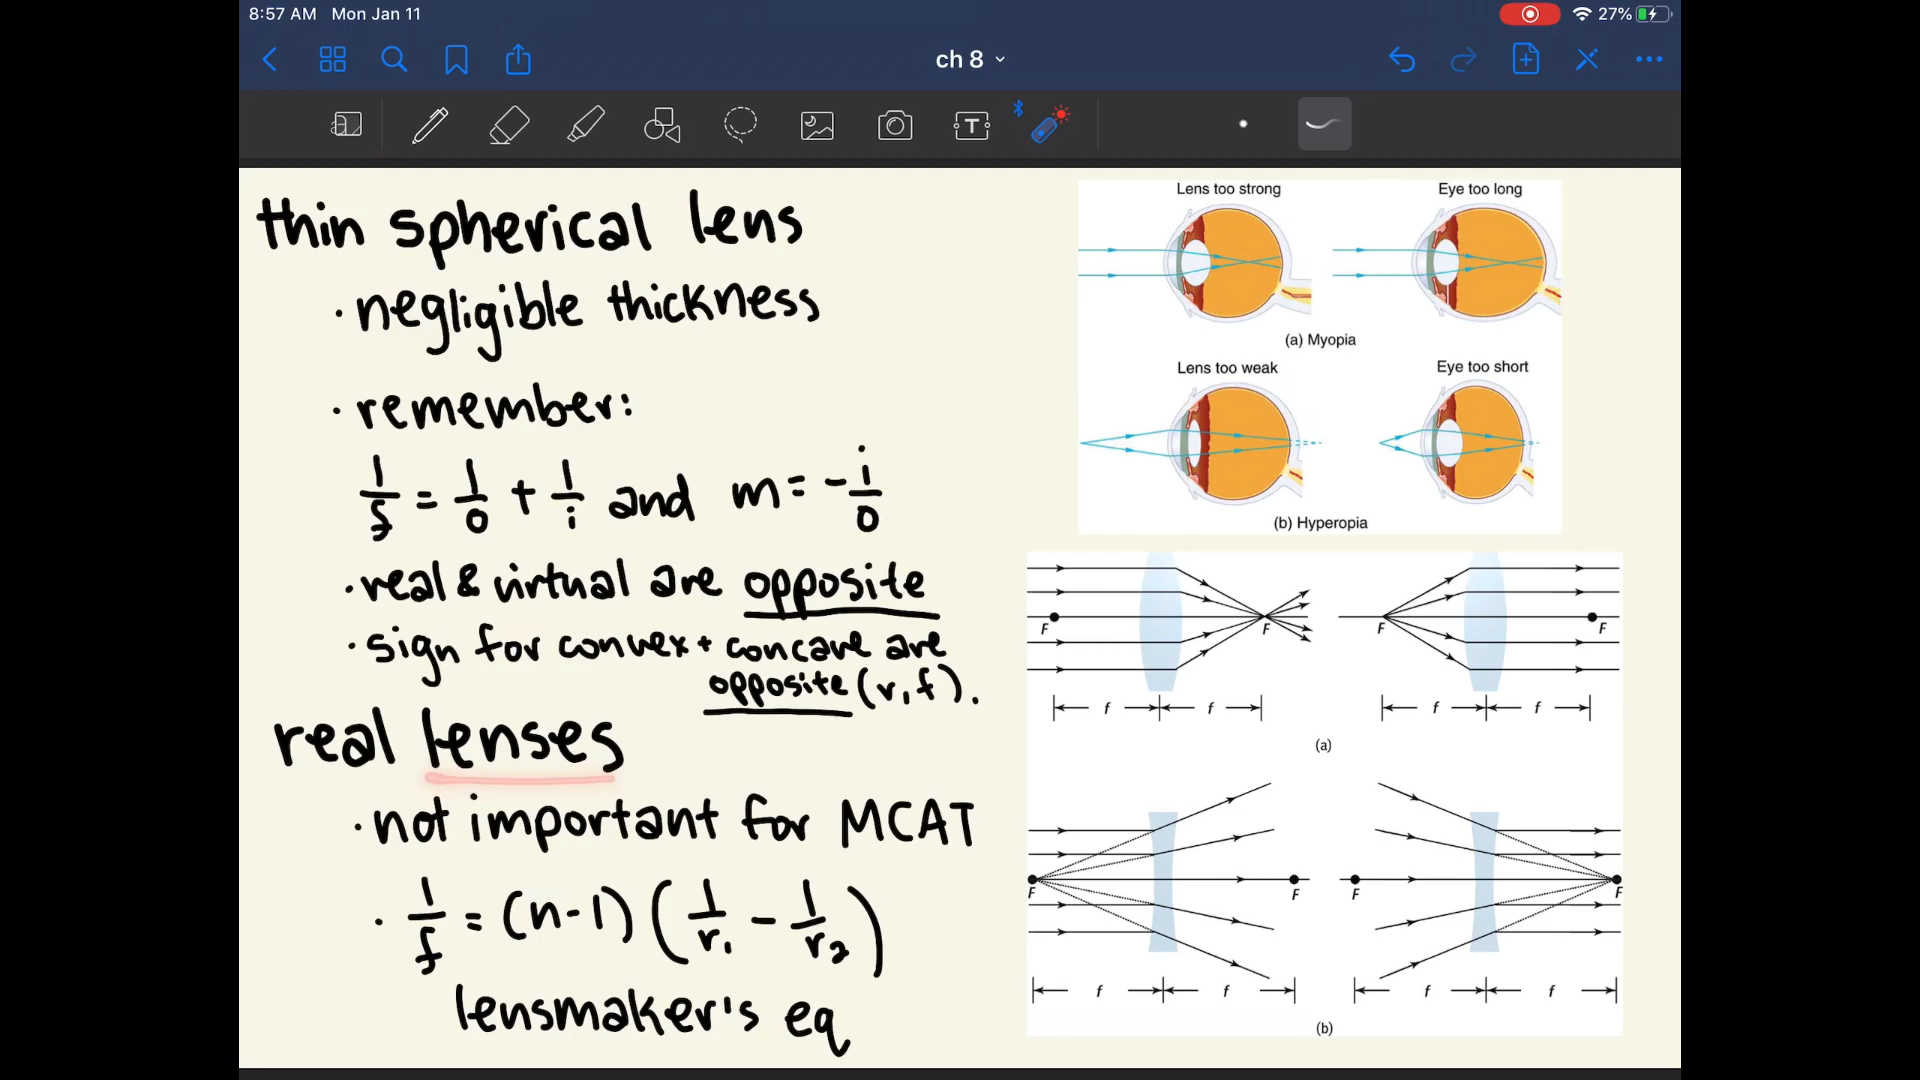 8:57 AM Mon Jan 11
27%
ch 8
T
thin spherical lens
· negligible thickness
· remember:
1/f = 1/o + 1/i and m = - i/o
· real & virtual are opposite
· sign for convex + concave are
opposite (r, f).
real lenses
· not important for MCAT
· 1/f = (n-1) (1/r₁ - 1/r₂)
lensmaker's eq
Lens too strong
Eye too long
(a) Myopia
Lens too weak
Eye too short
(b) Hyperopia
F F F F
f f f f
(a)
F F F F
f f f f
(b)